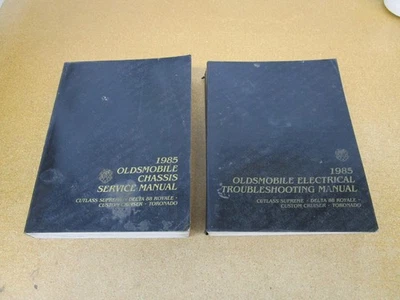 1985
OLDSMOBILE
CHASSIS
SERVICE MANUAL
CUTLASS SUPREME • DELTA 88 ROYALE •
CUSTOM CRUISER • TORONADO
1985
OLDSMOBILE ELECTRICAL
TROUBLESHOOTING MANUAL
CUTLASS SUPREME • DELTA 88 ROYALE •
CUSTOM CRUISER • TORONADO